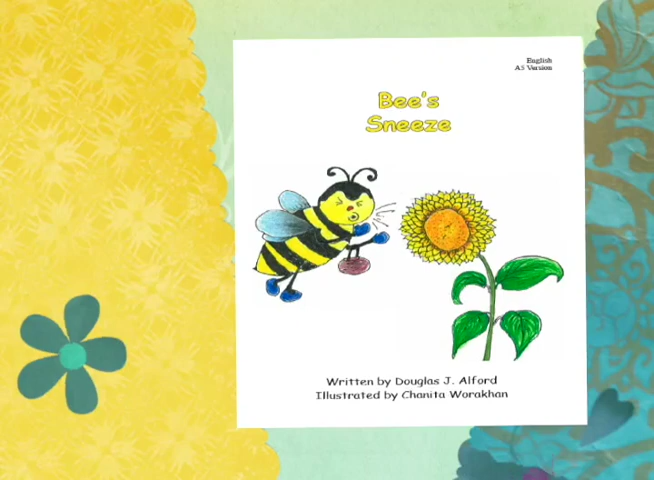 English
A5 Version
Bee's
Sneeze
Written by Douglas J. Alford
Illustrated by Chanita Worakhan